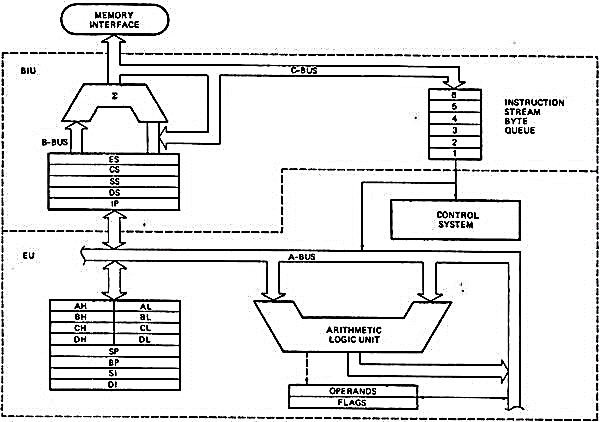 MEMORY
INTERFACE
BIU
C-BUS
Σ
B-BUS
6
5
4
3
2
1
INSTRUCTION
STREAM
BYTE
QUEUE
ES
CS
SS
DS
IP
CONTROL
SYSTEM
EU
A-BUS
AH AL
BH BL
CH CL
DH DL
SP
BP
SI
DI
ARITHMETIC
LOGIC UNIT
OPERANDS
FLAGS